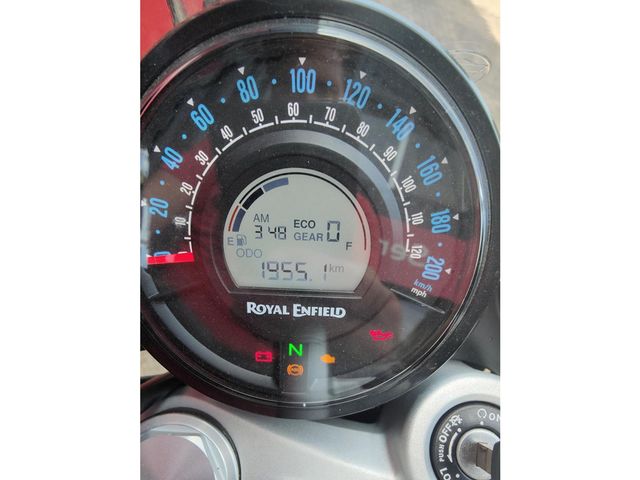 0 20 40 60 80 100 120 140 160 180 200
10 20 30 40 50 60 70 80 90 100 110 120
km/h
mph
AM ECO
3:48 GEAR 0
E F
ODO
1955.1 km
ROYAL ENFIELD
N
ABS
PUSH OFF ON